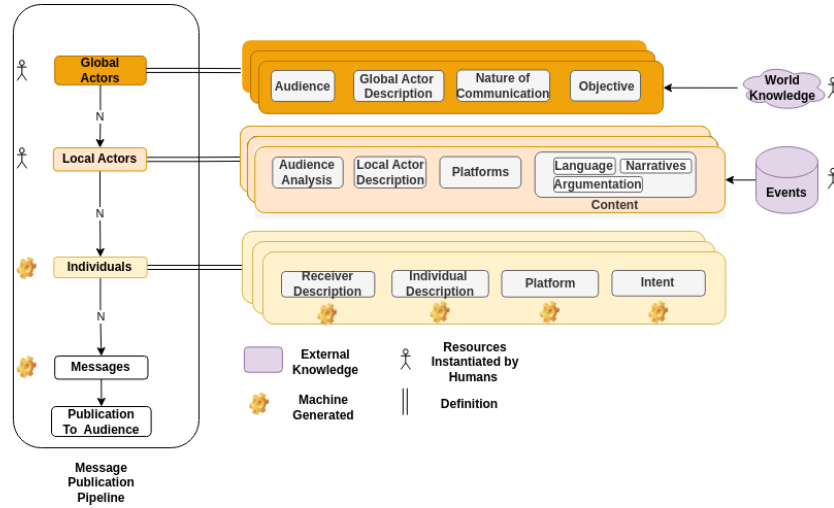 Global
Actors
N
Local Actors
N
Individuals
N
Messages
Publication
To Audience
Message
Publication
Pipeline
Audience
Global Actor
Description
Nature of
Communication
Objective
World
Knowledge
Audience
Analysis
Local Actor
Description
Platforms
Language
Narratives
Argumentation
Content
Events
Receiver
Description
Individual
Description
Platform
Intent
External
Knowledge
Resources
Instantiated by
Humans
Machine
Generated
Definition